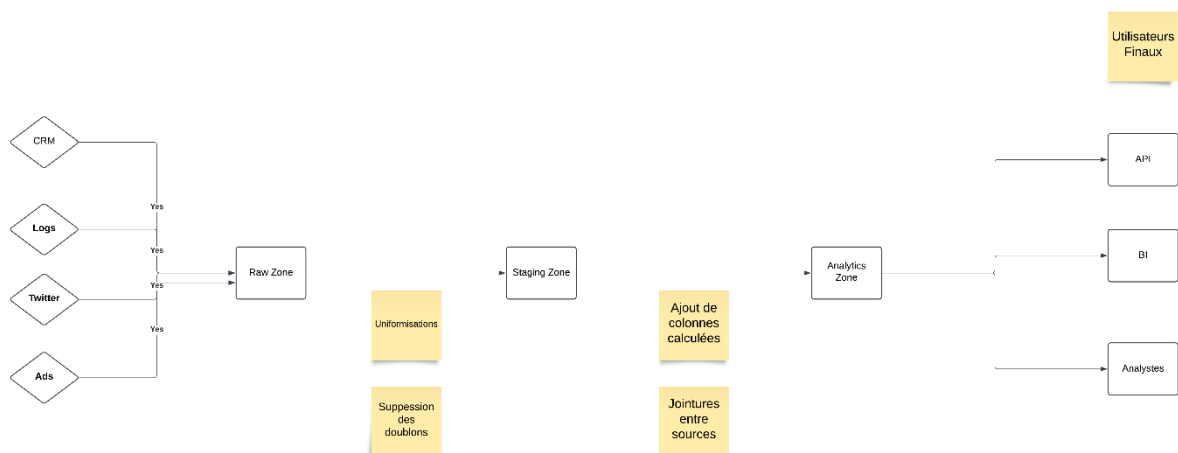 Utilisateurs
Finaux
CRM
API
Yes
Logs
Yes
Raw Zone
Staging Zone
Analytics
Zone
BI
Yes
Twitter
Uniformisations
Ajout de
colonnes
calculées
Yes
Ads
Analystes
Suppession
des
doublons
Jointures
entre
sources